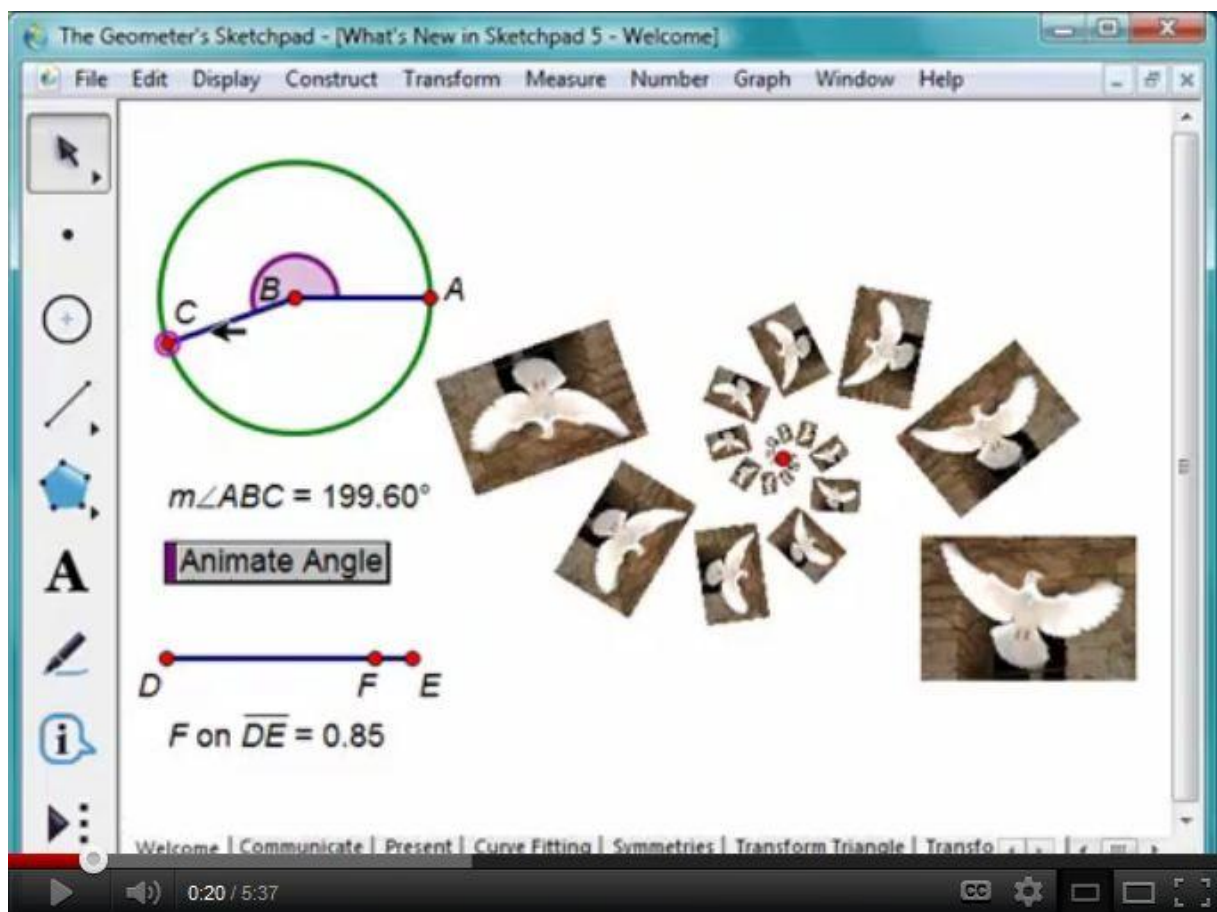 The Geometer's Sketchpad - [What's New in Sketchpad 5 - Welcome]
File Edit Display Construct Transform Measure Number Graph Window Help
C B A
m∠ABC = 199.60°
Animate Angle
D F E
F on D̅E̅ = 0.85
A
i
Welcome Communicate Present Curve Fitting Symmetries Transform Triangle Transfo
0:20 / 5:37 CC